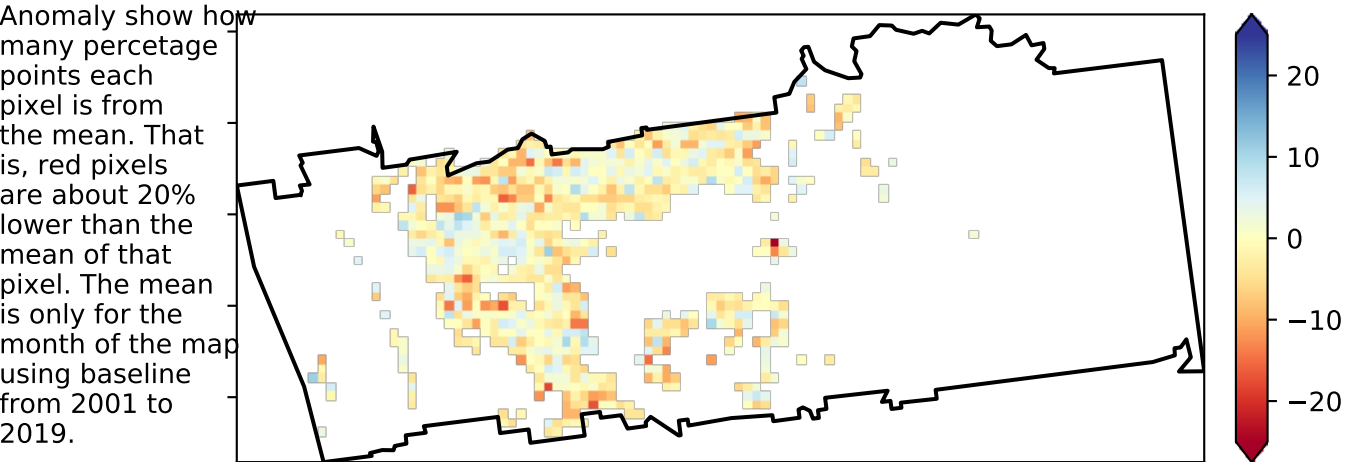 Anomaly show how
many percetage
points each
pixel is from
the mean. That
is, red pixels
are about 20%
lower than the
mean of that
pixel. The mean
is only for the
month of the map
using baseline
from 2001 to
2019.
20
10
0
−10
−20